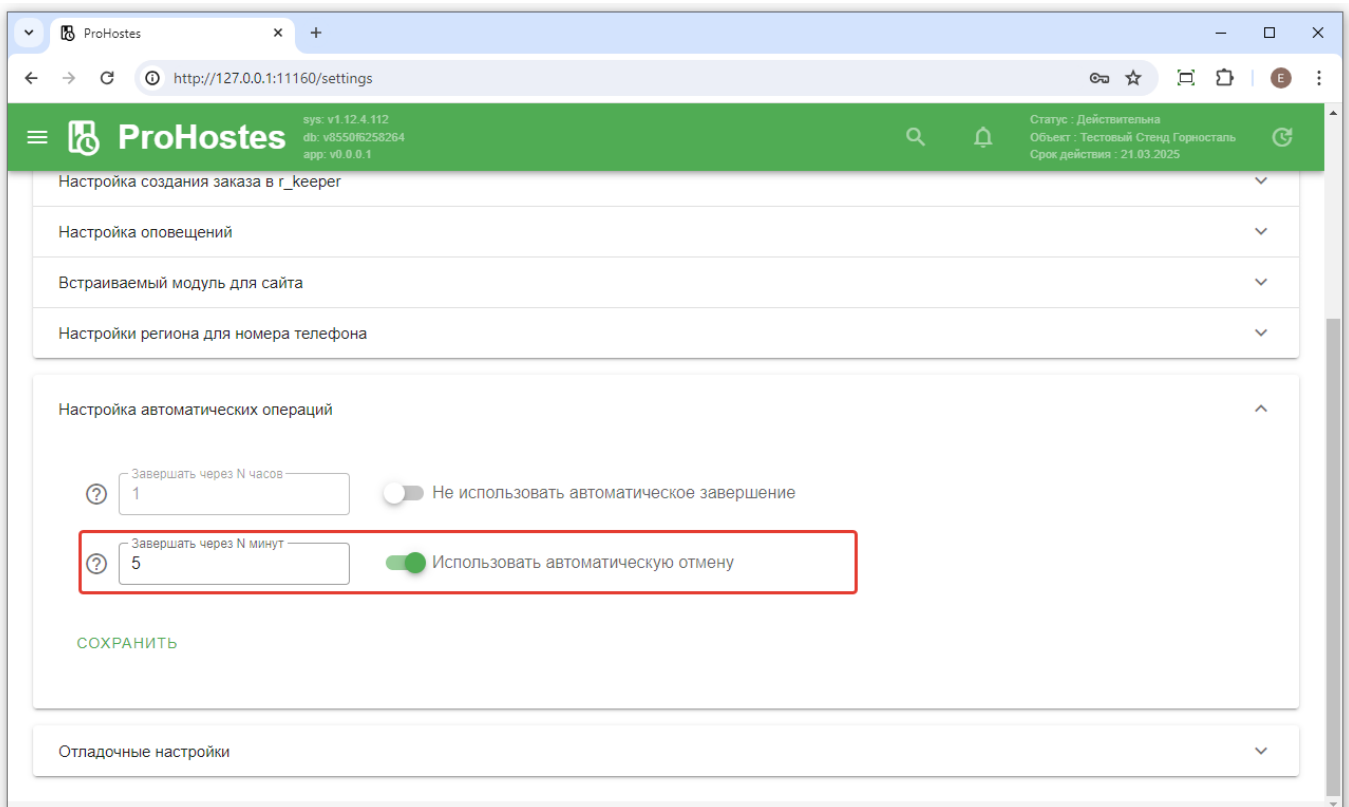 ProHostes
http://127.0.0.1:11160/settings
E
ProHostes
sys: v1.12.4.112
db: v8550f6258264
app: v0.0.0.1
Статус : Действительна
Объект : Тестовый Стенд Горносталь
Срок действия : 21.03.2025
Настройка создания заказа в r_keeper
Настройка оповещений
Встраиваемый модуль для сайта
Настройки региона для номера телефона
Настройка автоматических операций
Завершать через N часов
1
Не использовать автоматическое завершение
Завершать через N минут
5
Использовать автоматическую отмену
СОХРАНИТЬ
Отладочные настройки